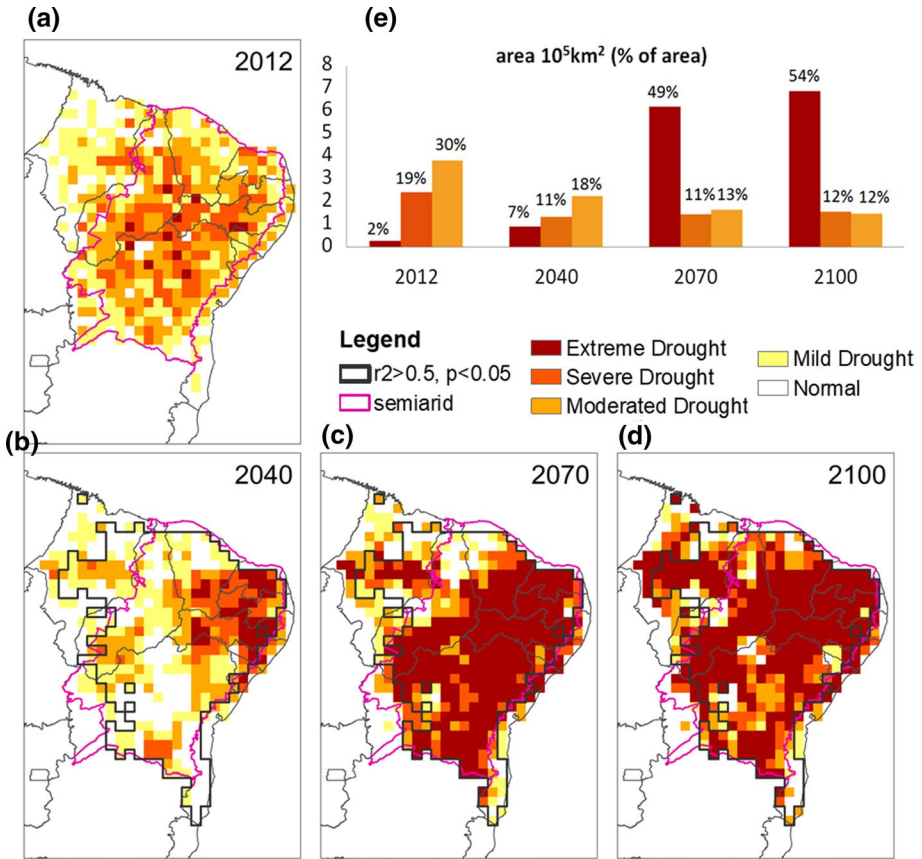 (a)
2012
(e)
area 10⁵km² (% of area)
8
7
6
5
4
3
2
1
0
2%
19%
30%
7%
11%
18%
49%
11%
13%
54%
12%
12%
2012 2040 2070 2100
Legend
r2>0.5, p<0.05
semiarid
Extreme Drought
Severe Drought
Moderated Drought
Mild Drought
Normal
(b)
2040
(c)
2070
(d)
2100